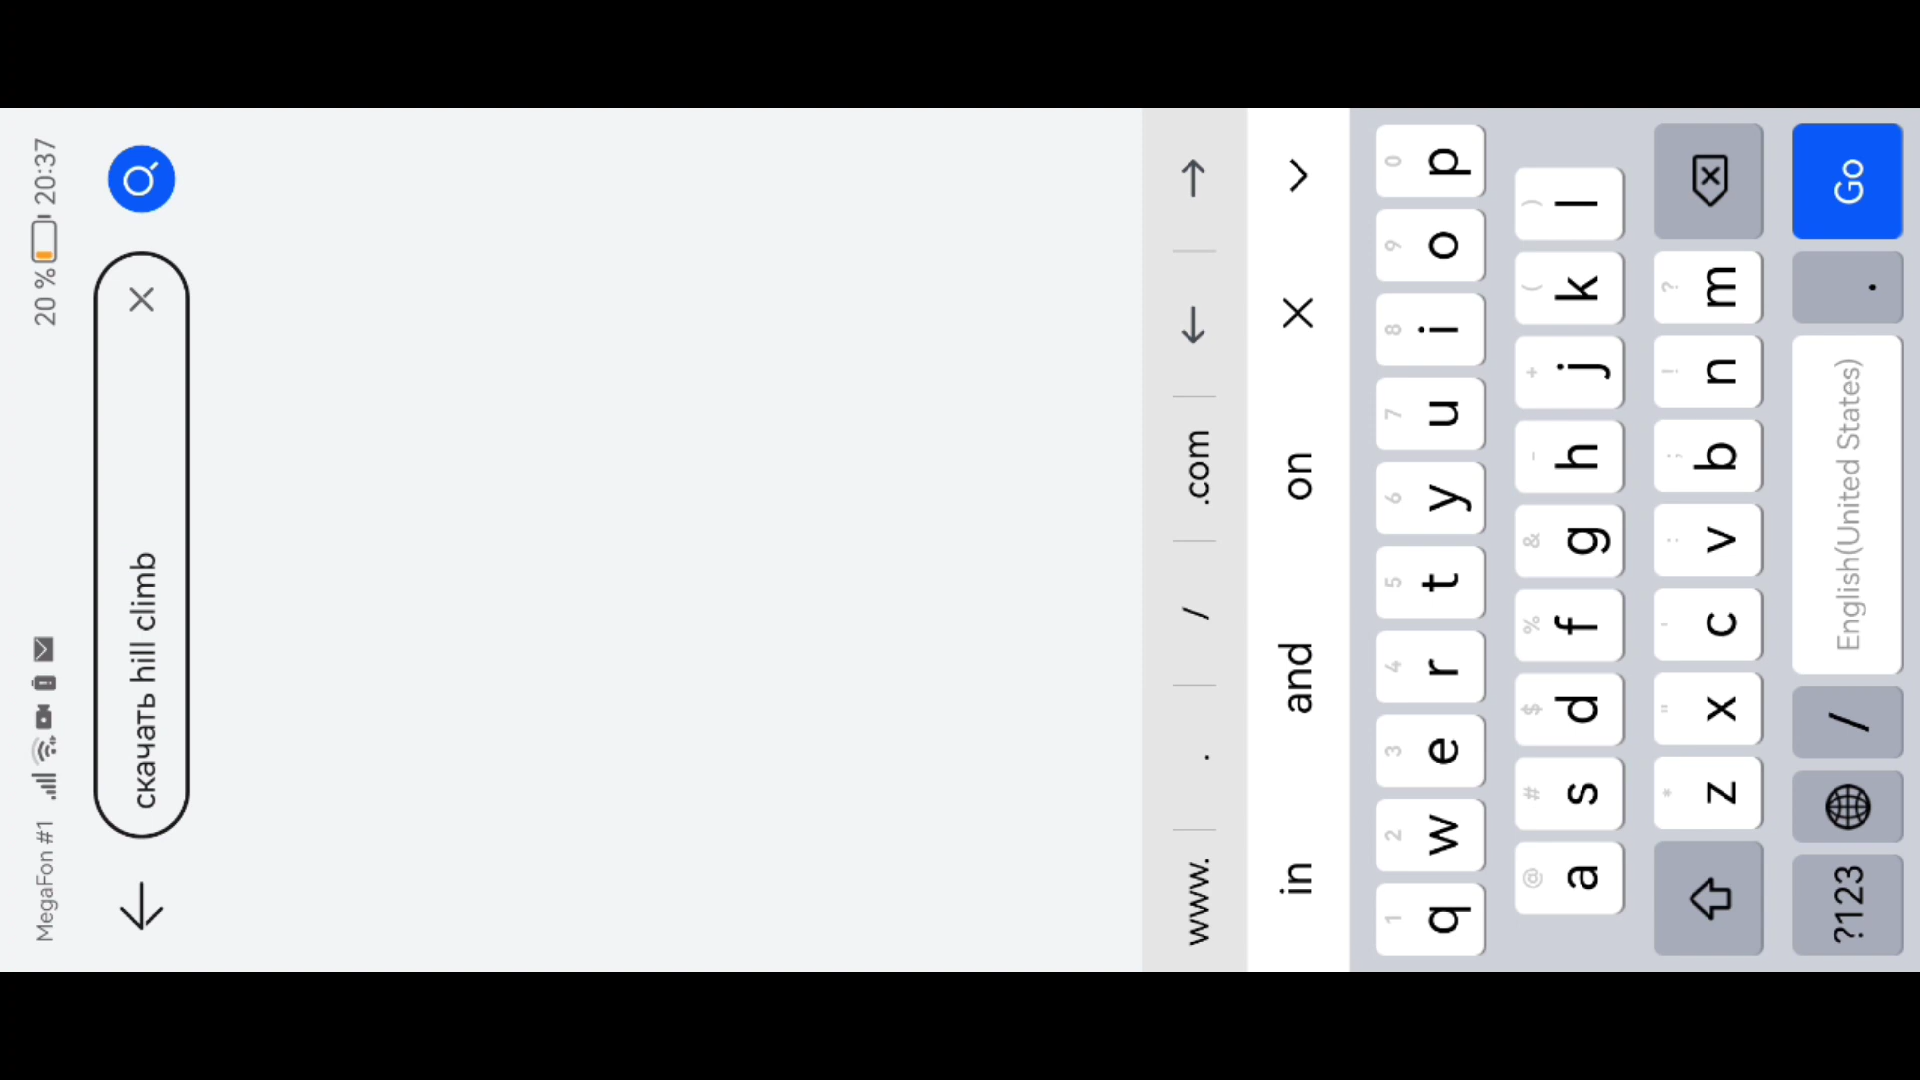 MegaFon #1 20 % 20:37
скачать hill climb
www. . / .com
in and on
1 2 3 4 5 6 7 8 9 0
q w e r t y u i o p
@ # $ % & - + ( )
a s d f g h j k l
* " ' : ; ! ?
z x c v b n m
?123 / English(United States) . Go